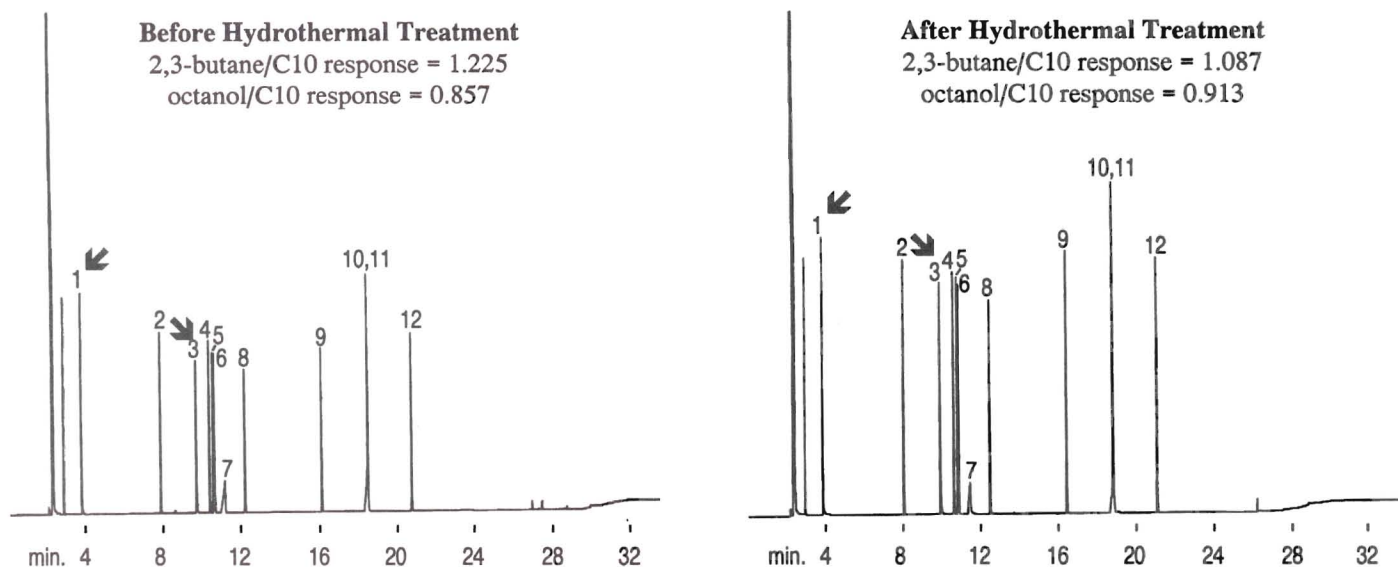 Before Hydrothermal Treatment
2,3-butane/C10 response = 1.225
octanol/C10 response = 0.857
1
2
3
4
5
6
7
8
9
10,11
12
min. 4 8 12 16 20 24 28 32
After Hydrothermal Treatment
2,3-butane/C10 response = 1.087
octanol/C10 response = 0.913
1
2
3
4
5
6
7
8
9
10,11
12
min. 4 8 12 16 20 24 28 32